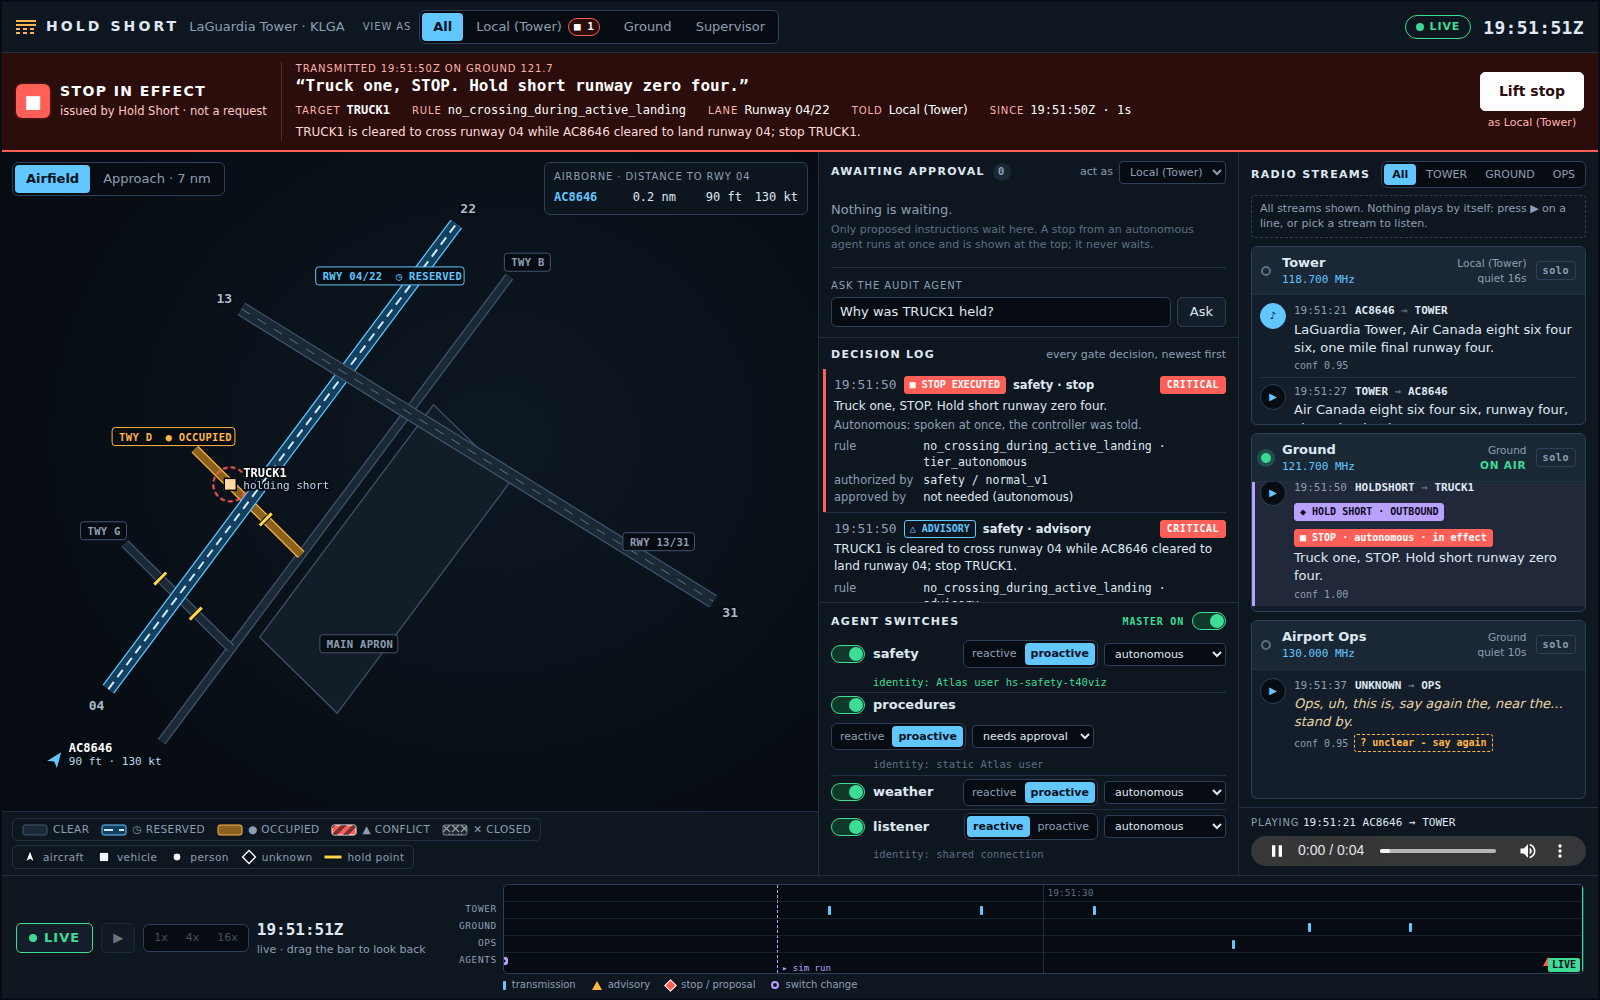 HOLD SHORT LaGuardia Tower · KLGA VIEW AS All Local (Tower) ■ 1 Ground Supervisor ● LIVE 19:51:51Z
STOP IN EFFECT
issued by Hold Short · not a request
TRANSMITTED 19:51:50Z ON GROUND 121.7
“Truck one, STOP. Hold short runway zero four.”
TARGET TRUCK1 RULE no_crossing_during_active_landing LANE Runway 04/22 TOLD Local (Tower) SINCE 19:51:50Z · 1s
TRUCK1 is cleared to cross runway 04 while AC8646 cleared to land runway 04; stop TRUCK1.
Lift stop
as Local (Tower)
Airfield Approach · 7 nm
AIRBORNE · DISTANCE TO RWY 04
AC8646 0.2 nm 90 ft 130 kt
22
TWY B
RWY 04/22 ◷ RESERVED
13
TWY D ● OCCUPIED
TRUCK1
holding short
TWY G
RWY 13/31
31
MAIN APRON
04
AC8646
90 ft · 130 kt
CLEAR ◷ RESERVED ● OCCUPIED ▲ CONFLICT ✕ CLOSED
aircraft vehicle person unknown hold point
AWAITING APPROVAL 0 act as Local (Tower)
Nothing is waiting.
Only proposed instructions wait here. A stop from an autonomous
agent runs at once and is shown at the top; it never waits.
ASK THE AUDIT AGENT
Why was TRUCK1 held? Ask
DECISION LOG every gate decision, newest first
19:51:50 ■ STOP EXECUTED safety · stop CRITICAL
Truck one, STOP. Hold short runway zero four.
Autonomous: spoken at once, the controller was told.
rule no_crossing_during_active_landing ·
tier_autonomous
authorized by safety / normal_v1
approved by not needed (autonomous)
19:51:50 △ ADVISORY safety · advisory CRITICAL
TRUCK1 is cleared to cross runway 04 while AC8646 cleared to
land runway 04; stop TRUCK1.
rule no_crossing_during_active_landing ·
AGENT SWITCHES MASTER ON
safety reactive proactive autonomous
identity: Atlas user hs-safety-t40viz
procedures
reactive proactive needs approval
identity: static Atlas user
weather reactive proactive autonomous
listener reactive proactive autonomous
identity: shared connection
RADIO STREAMS All TOWER GROUND OPS
All streams shown. Nothing plays by itself: press ▶ on a
line, or pick a stream to listen.
Tower Local (Tower)
118.700 MHz quiet 16s solo
19:51:21 AC8646 → TOWER
LaGuardia Tower, Air Canada eight six four
six, one mile final runway four.
conf 0.95
19:51:27 TOWER → AC8646
Air Canada eight six four six, runway four,
Ground Ground
121.700 MHz ON AIR solo
19:51:50 HOLDSHORT → TRUCK1
◆ HOLD SHORT · OUTBOUND
■ STOP · autonomous · in effect
Truck one, STOP. Hold short runway zero
four.
conf 1.00
Airport Ops Ground
130.000 MHz quiet 10s solo
19:51:37 UNKNOWN → OPS
Ops, uh, this is, say again the, near the…
stand by.
conf 0.95 ? unclear - say again
PLAYING 19:51:21 AC8646 → TOWER
0:00 / 0:04
● LIVE ▶ 1x 4x 16x 19:51:51Z
live · drag the bar to look back
19:51:30
TOWER
GROUND
OPS
AGENTS
▸ sim run
LIVE
transmission advisory stop / proposal switch change